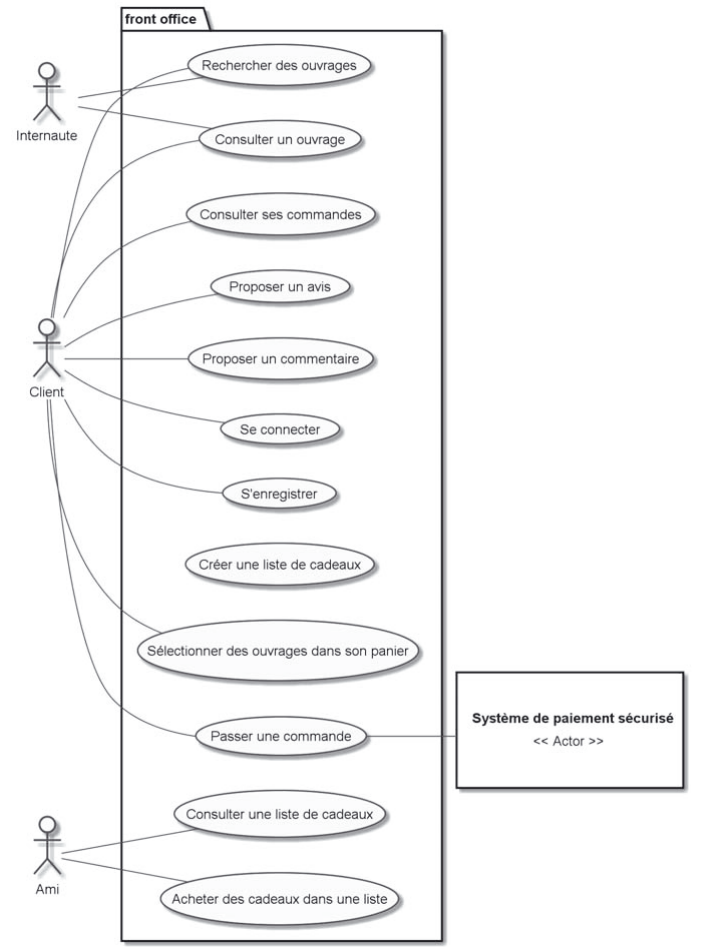 front office
Rechercher des ouvrages
Internaute
Consulter un ouvrage
Consulter ses commandes
Proposer un avis
Proposer un commentaire
Client
Se connecter
S'enregistrer
Créer une liste de cadeaux
Sélectionner des ouvrages dans son panier
Système de paiement sécurisé
<< Actor >>
Passer une commande
Consulter une liste de cadeaux
Ami
Acheter des cadeaux dans une liste